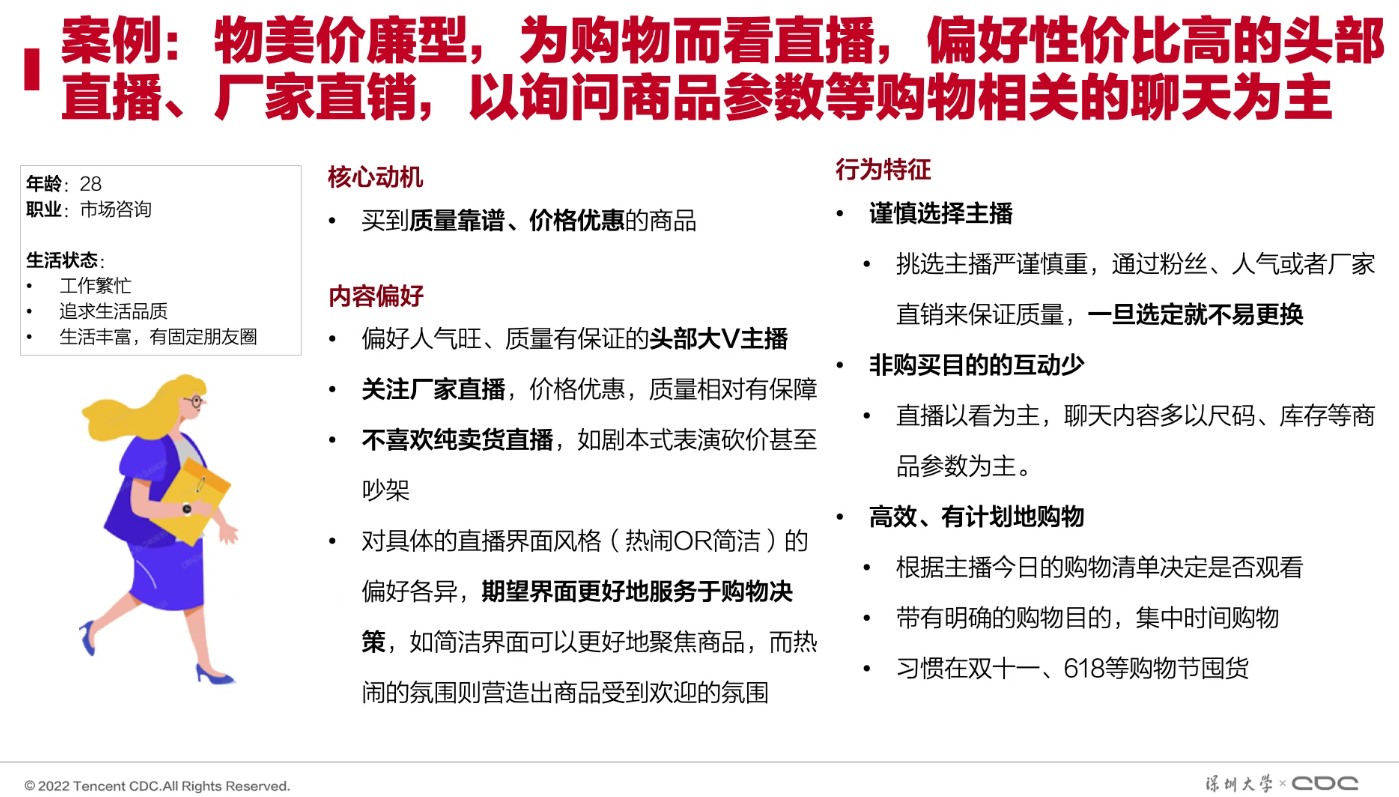 案例：物美价廉型，为购物而看直播，偏好性价比高的头部
直播、厂家直销，以询问商品参数等购物相关的聊天为主
年龄：28
职业：市场咨询
生活状态：
• 工作繁忙
• 追求生活品质
• 生活丰富，有固定朋友圈
核心动机
• 买到质量靠谱、价格优惠的商品
内容偏好
• 偏好人气旺、质量有保证的头部大V主播
• 关注厂家直播，价格优惠，质量相对有保障
• 不喜欢纯卖货直播，如剧本式表演砍价甚至
吵架
• 对具体的直播界面风格（热闹OR简洁）的
偏好各异，期望界面更好地服务于购物决
策，如简洁界面可以更好地聚焦商品，而热
闹的氛围则营造出商品受到欢迎的氛围
行为特征
• 谨慎选择主播
• 挑选主播严谨慎重，通过粉丝、人气或者厂家
直销来保证质量，一旦选定就不易更换
• 非购买目的的互动少
• 直播以看为主，聊天内容多以尺码、库存等商
品参数为主。
• 高效、有计划地购物
• 根据主播今日的购物清单决定是否观看
• 带有明确的购物目的，集中时间购物
• 习惯在双十一、618等购物节囤货
© 2022 Tencent CDC.All Rights Reserved.
深圳大学 × CDC